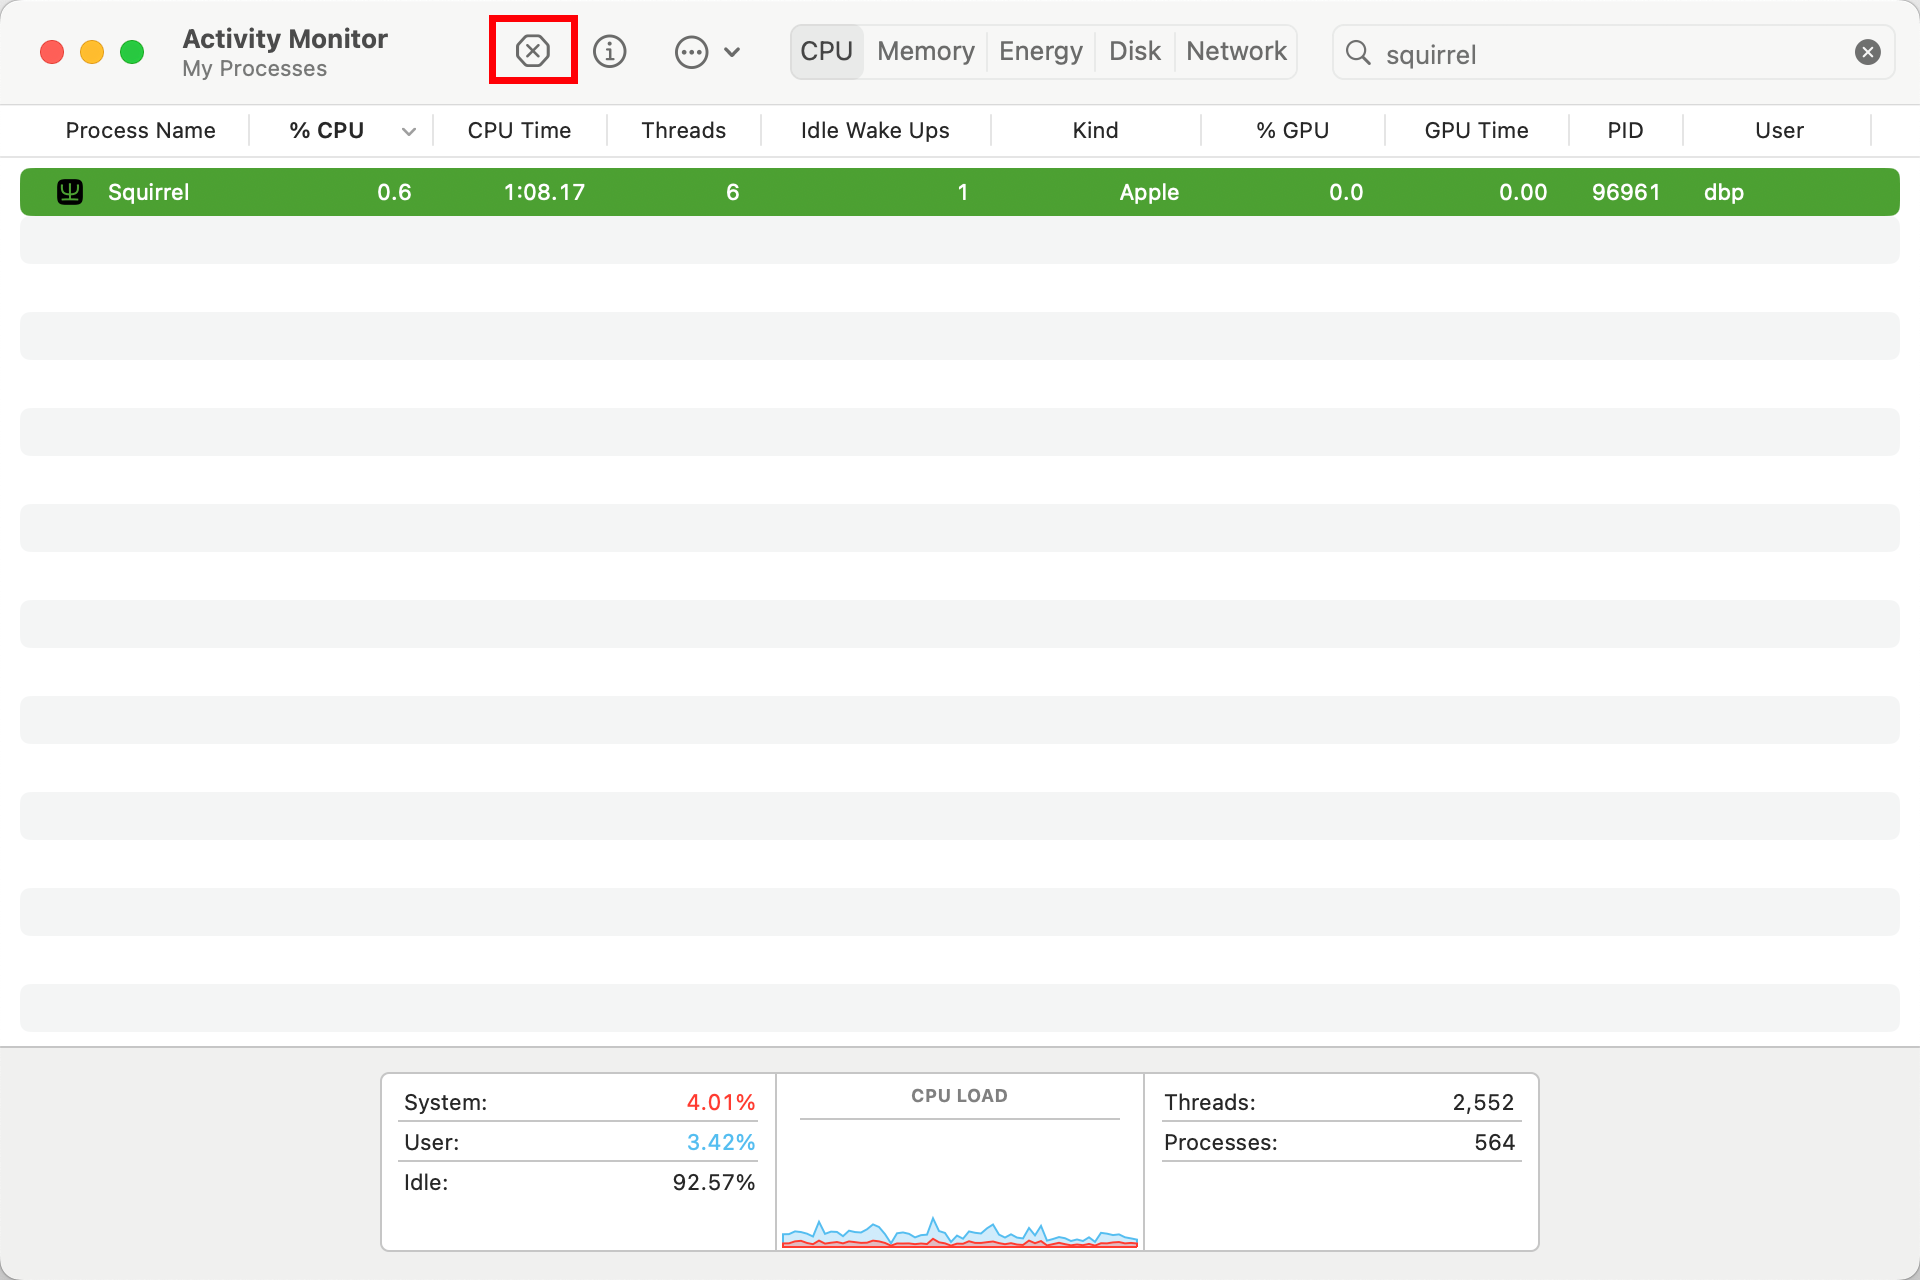 Activity Monitor
My Processes
CPU Memory Energy Disk Network
squirrel
Process Name % CPU CPU Time Threads Idle Wake Ups Kind % GPU GPU Time PID User
Squirrel 0.6 1:08.17 6 1 Apple 0.0 0.00 96961 dbp
System: 4.01%
User: 3.42%
Idle: 92.57%
CPU LOAD
Threads: 2,552
Processes: 564